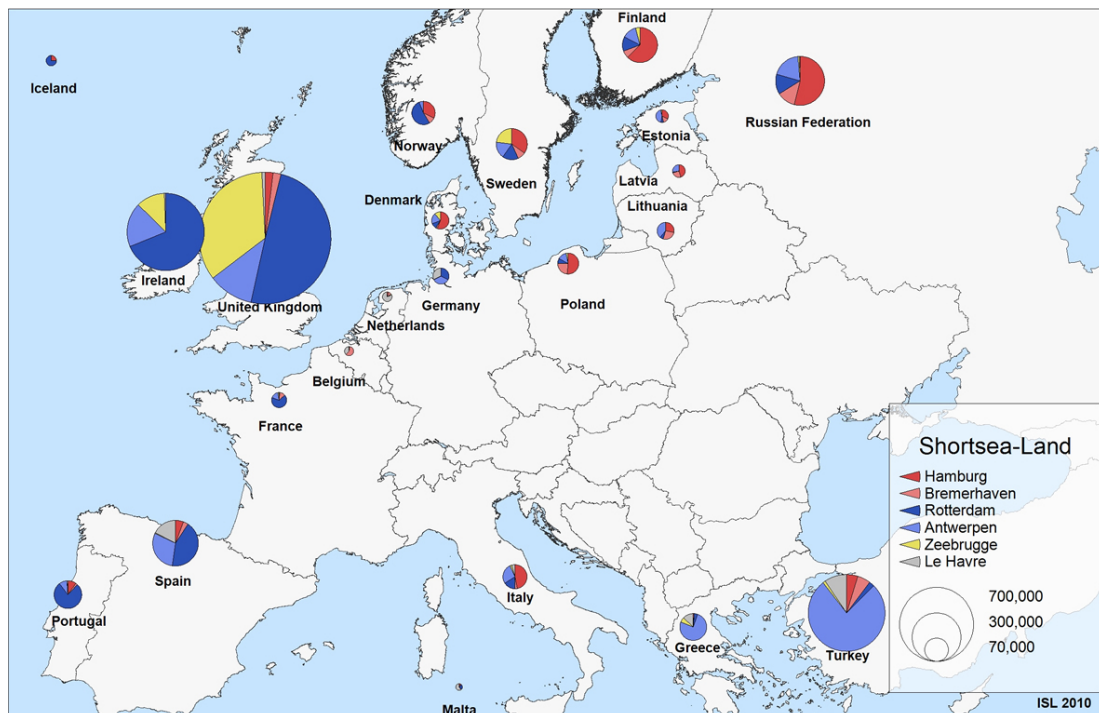 Finland
Iceland
Russian Federation
Estonia
Norway
Sweden
Latvia
Denmark
Lithuania
Ireland
United Kingdom
Germany
Poland
Netherlands
Belgium
France
Shortsea-Land
Hamburg
Bremerhaven
Rotterdam
Antwerpen
Zeebrugge
Le Havre
700,000
300,000
70,000
Spain
Italy
Portugal
Greece
Turkey
Malta
ISL 2010